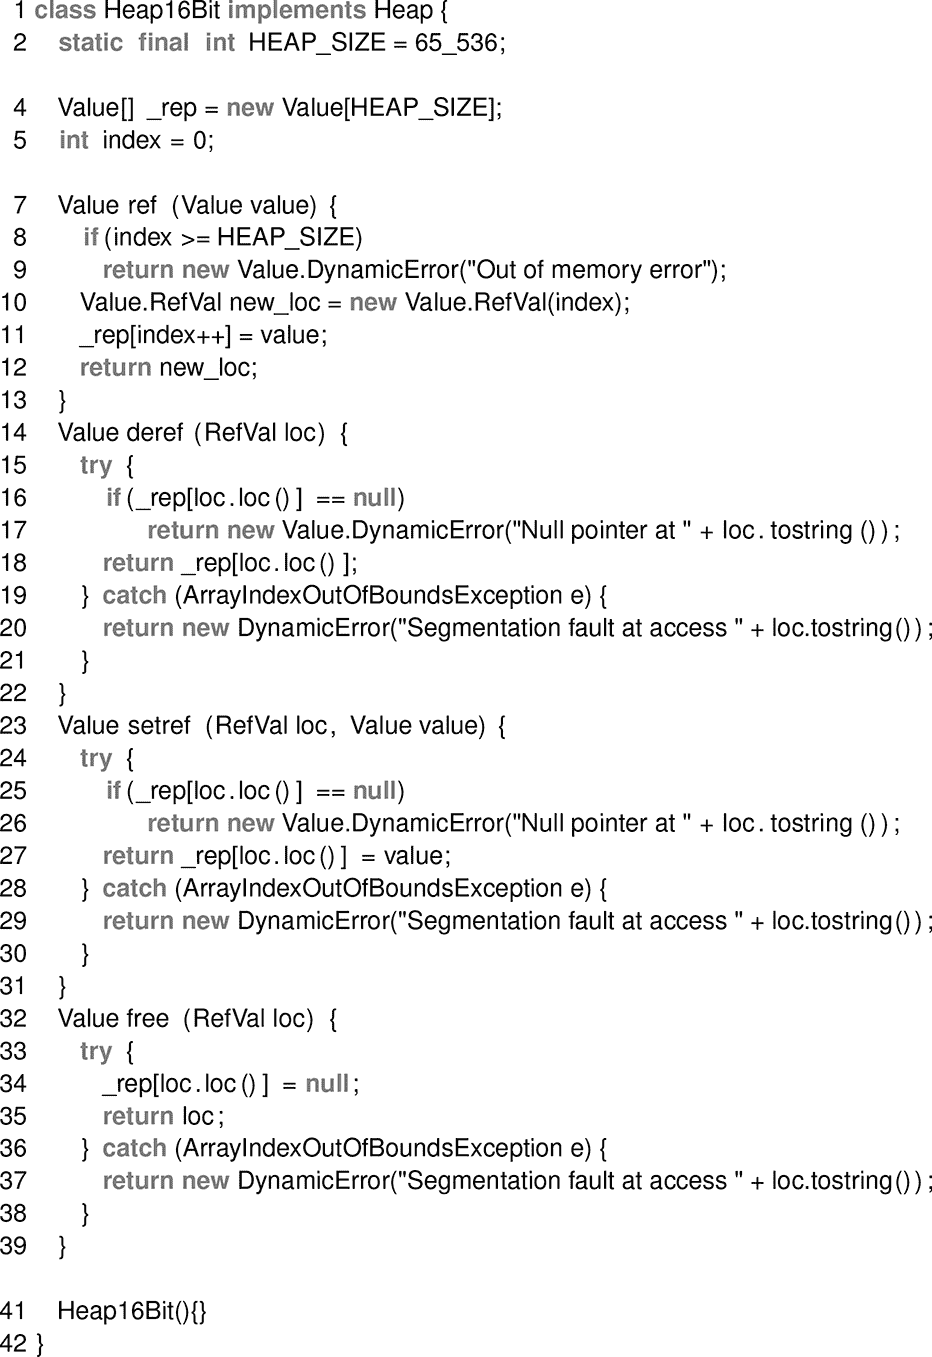 1 class Heap16Bit implements Heap {
2 static final int HEAP_SIZE = 65_536;
4 Value[] _rep = new Value[HEAP_SIZE];
5 int index = 0;
7 Value ref (Value value) {
8 if (index >= HEAP_SIZE)
9 return new Value.DynamicError("Out of memory error");
10 Value.RefVal new_loc = new Value.RefVal(index);
11 _rep[index++] = value;
12 return new_loc;
13 }
14 Value deref (RefVal loc) {
15 try {
16 if (_rep[loc.loc()] == null)
17 return new Value.DynamicError("Null pointer at " + loc.tostring());
18 return _rep[loc.loc()];
19 } catch (ArrayIndexOutOfBoundsException e) {
20 return new DynamicError("Segmentation fault at access " + loc.tostring());
21 }
22 }
23 Value setref (RefVal loc, Value value) {
24 try {
25 if (_rep[loc.loc()] == null)
26 return new Value.DynamicError("Null pointer at " + loc.tostring());
27 return _rep[loc.loc()] = value;
28 } catch (ArrayIndexOutOfBoundsException e) {
29 return new DynamicError("Segmentation fault at access " + loc.tostring());
30 }
31 }
32 Value free (RefVal loc) {
33 try {
34 _rep[loc.loc()] = null;
35 return loc;
36 } catch (ArrayIndexOutOfBoundsException e) {
37 return new DynamicError("Segmentation fault at access " + loc.tostring());
38 }
39 }
41 Heap16Bit(){}
42 }